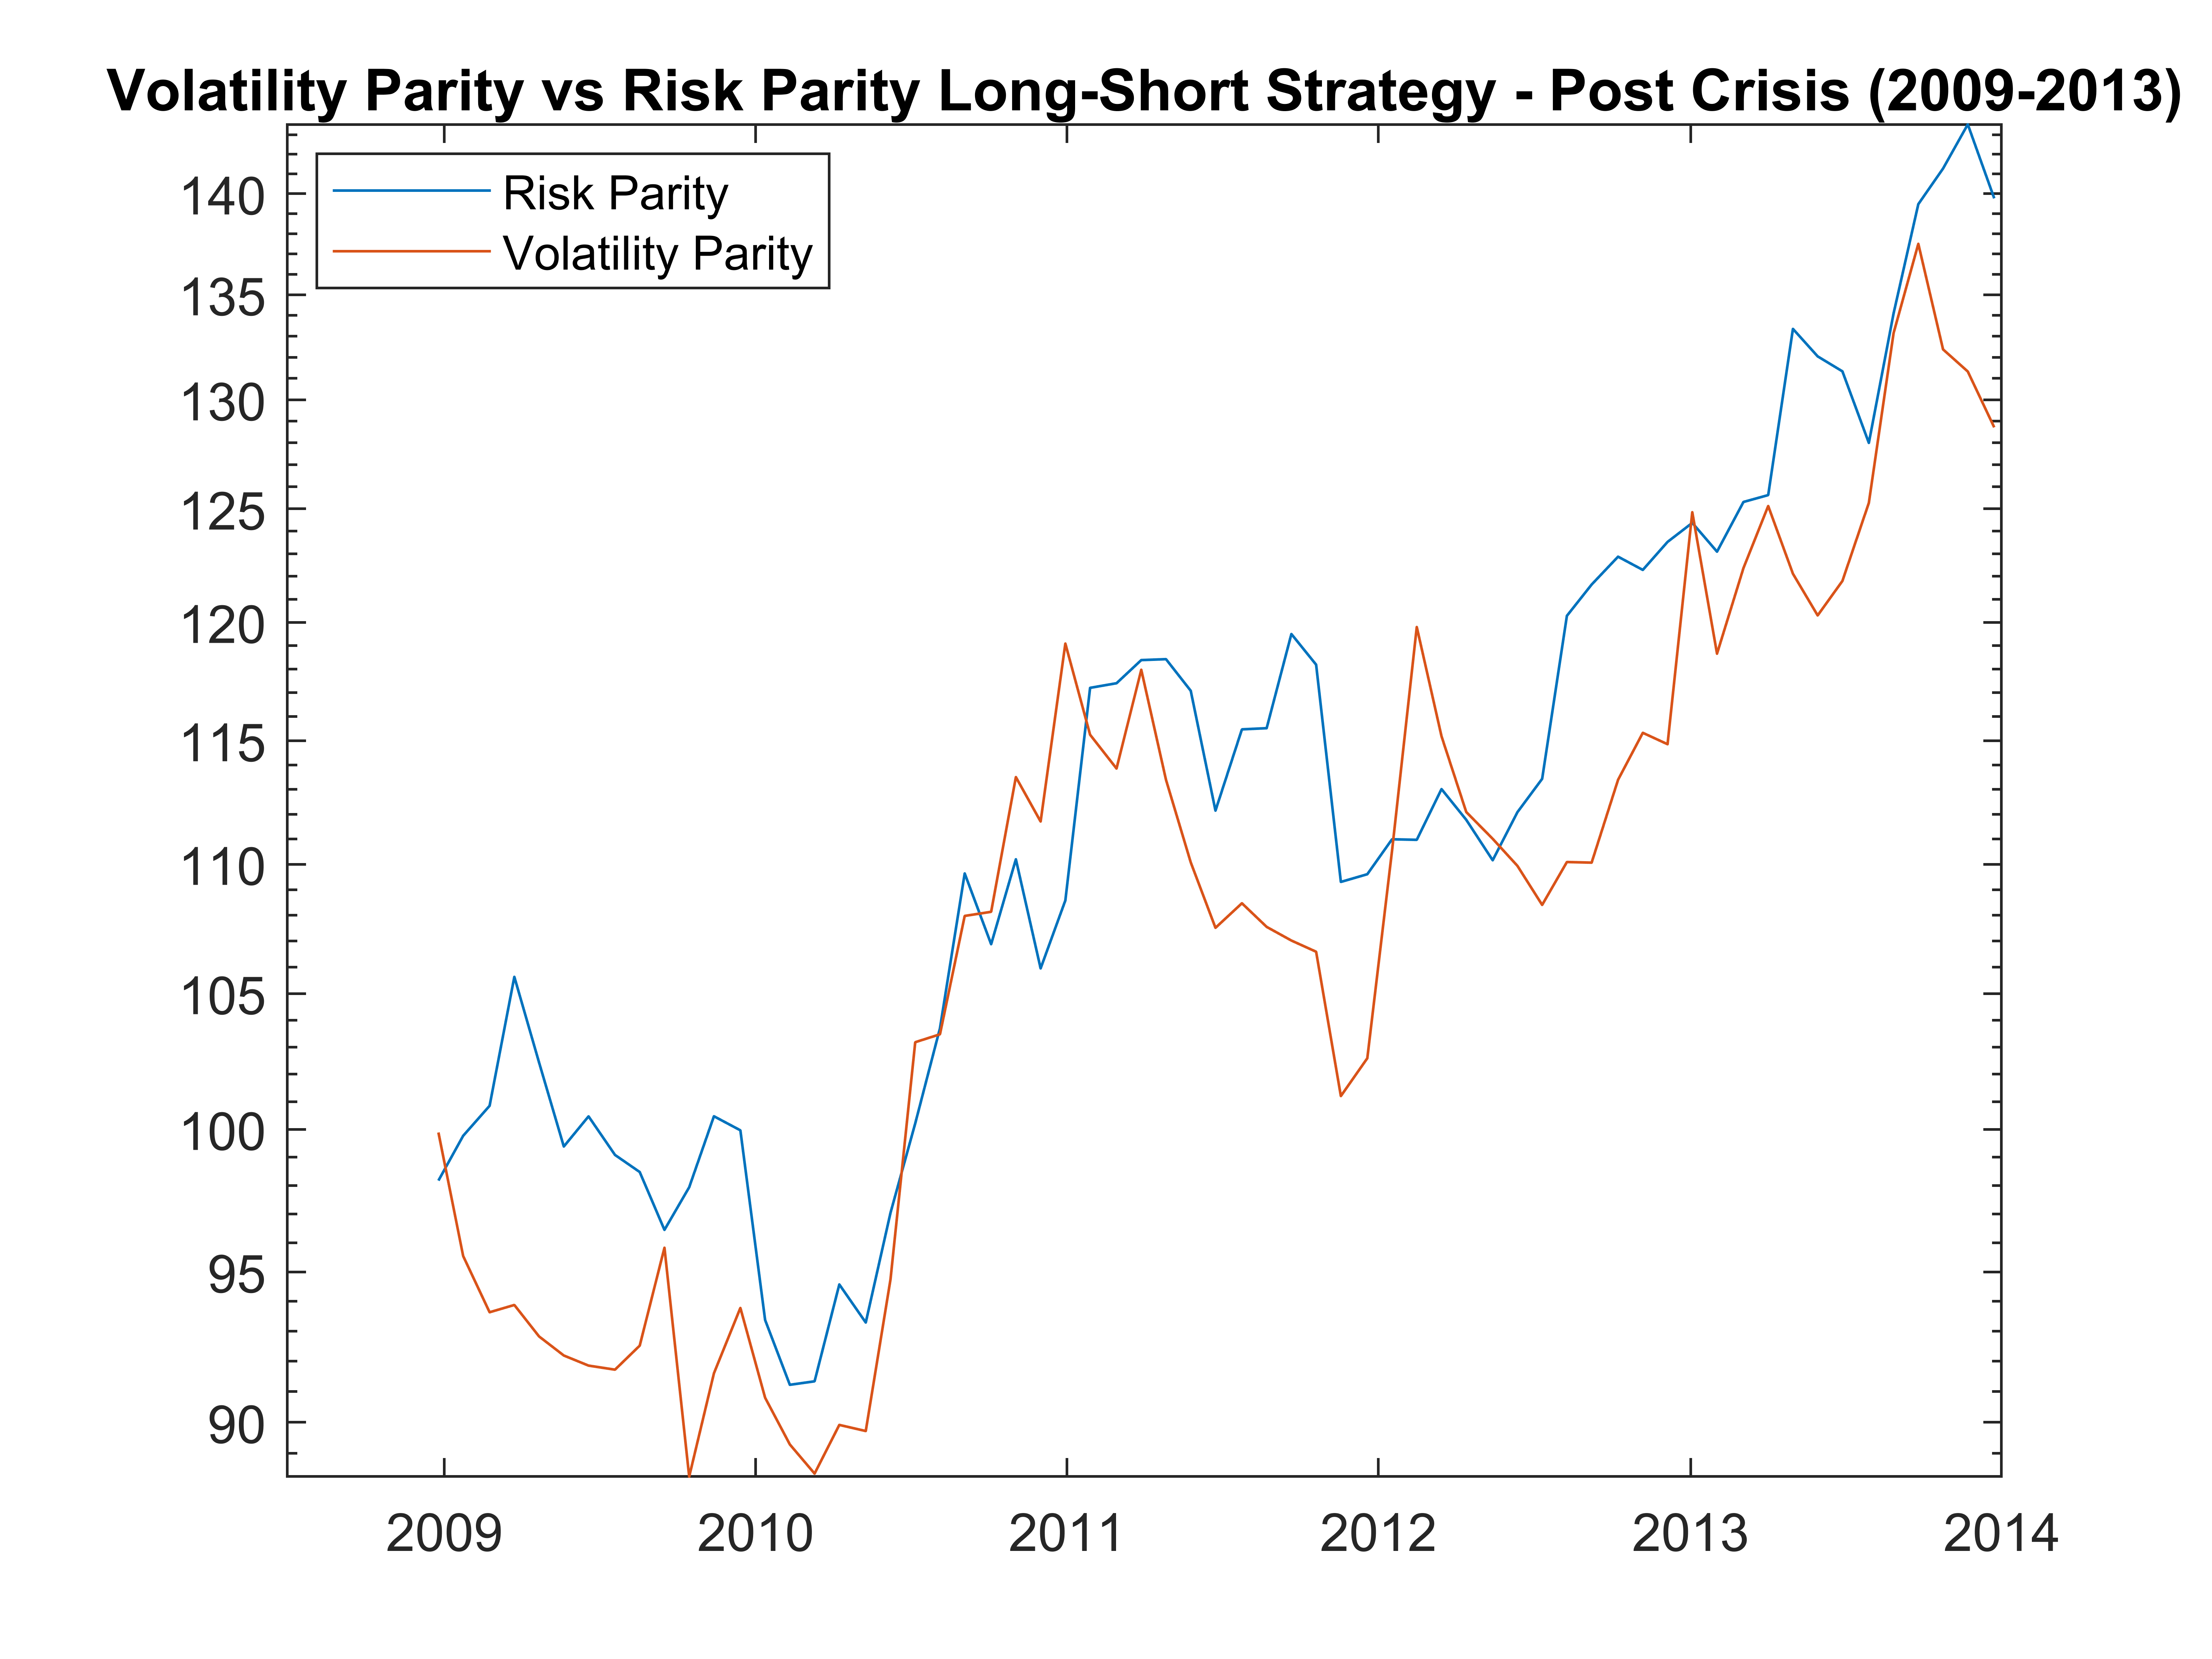 Volatility Parity vs Risk Parity Long-Short Strategy - Post Crisis (2009-2013)
Risk Parity
Volatility Parity
140
135
130
125
120
115
110
105
100
95
90
2009 2010 2011 2012 2013 2014